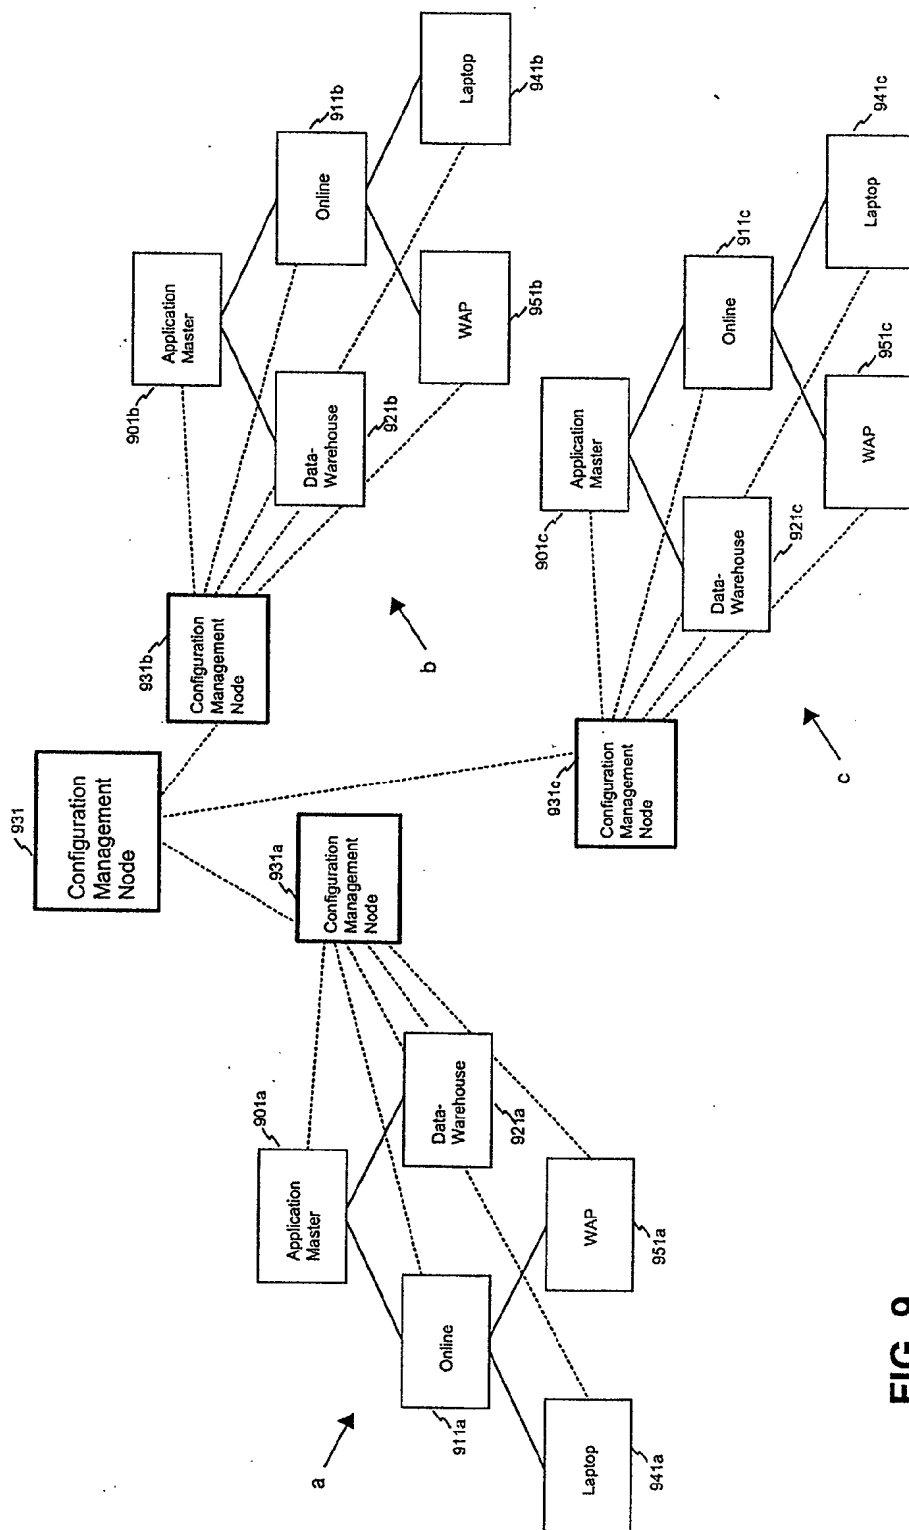 931
Configuration
Management
Node
931a
Configuration
Management
Node
931b
Configuration
Management
Node
931c
Configuration
Management
Node
a
901a
Application
Master
911a
Online
921a
Data-
Warehouse
941a
Laptop
951a
WAP
b
901b
Application
Master
921b
Data-
Warehouse
911b
Online
951b
WAP
941b
Laptop
c
901c
Application
Master
921c
Data-
Warehouse
911c
Online
951c
WAP
941c
Laptop
FIG. 9